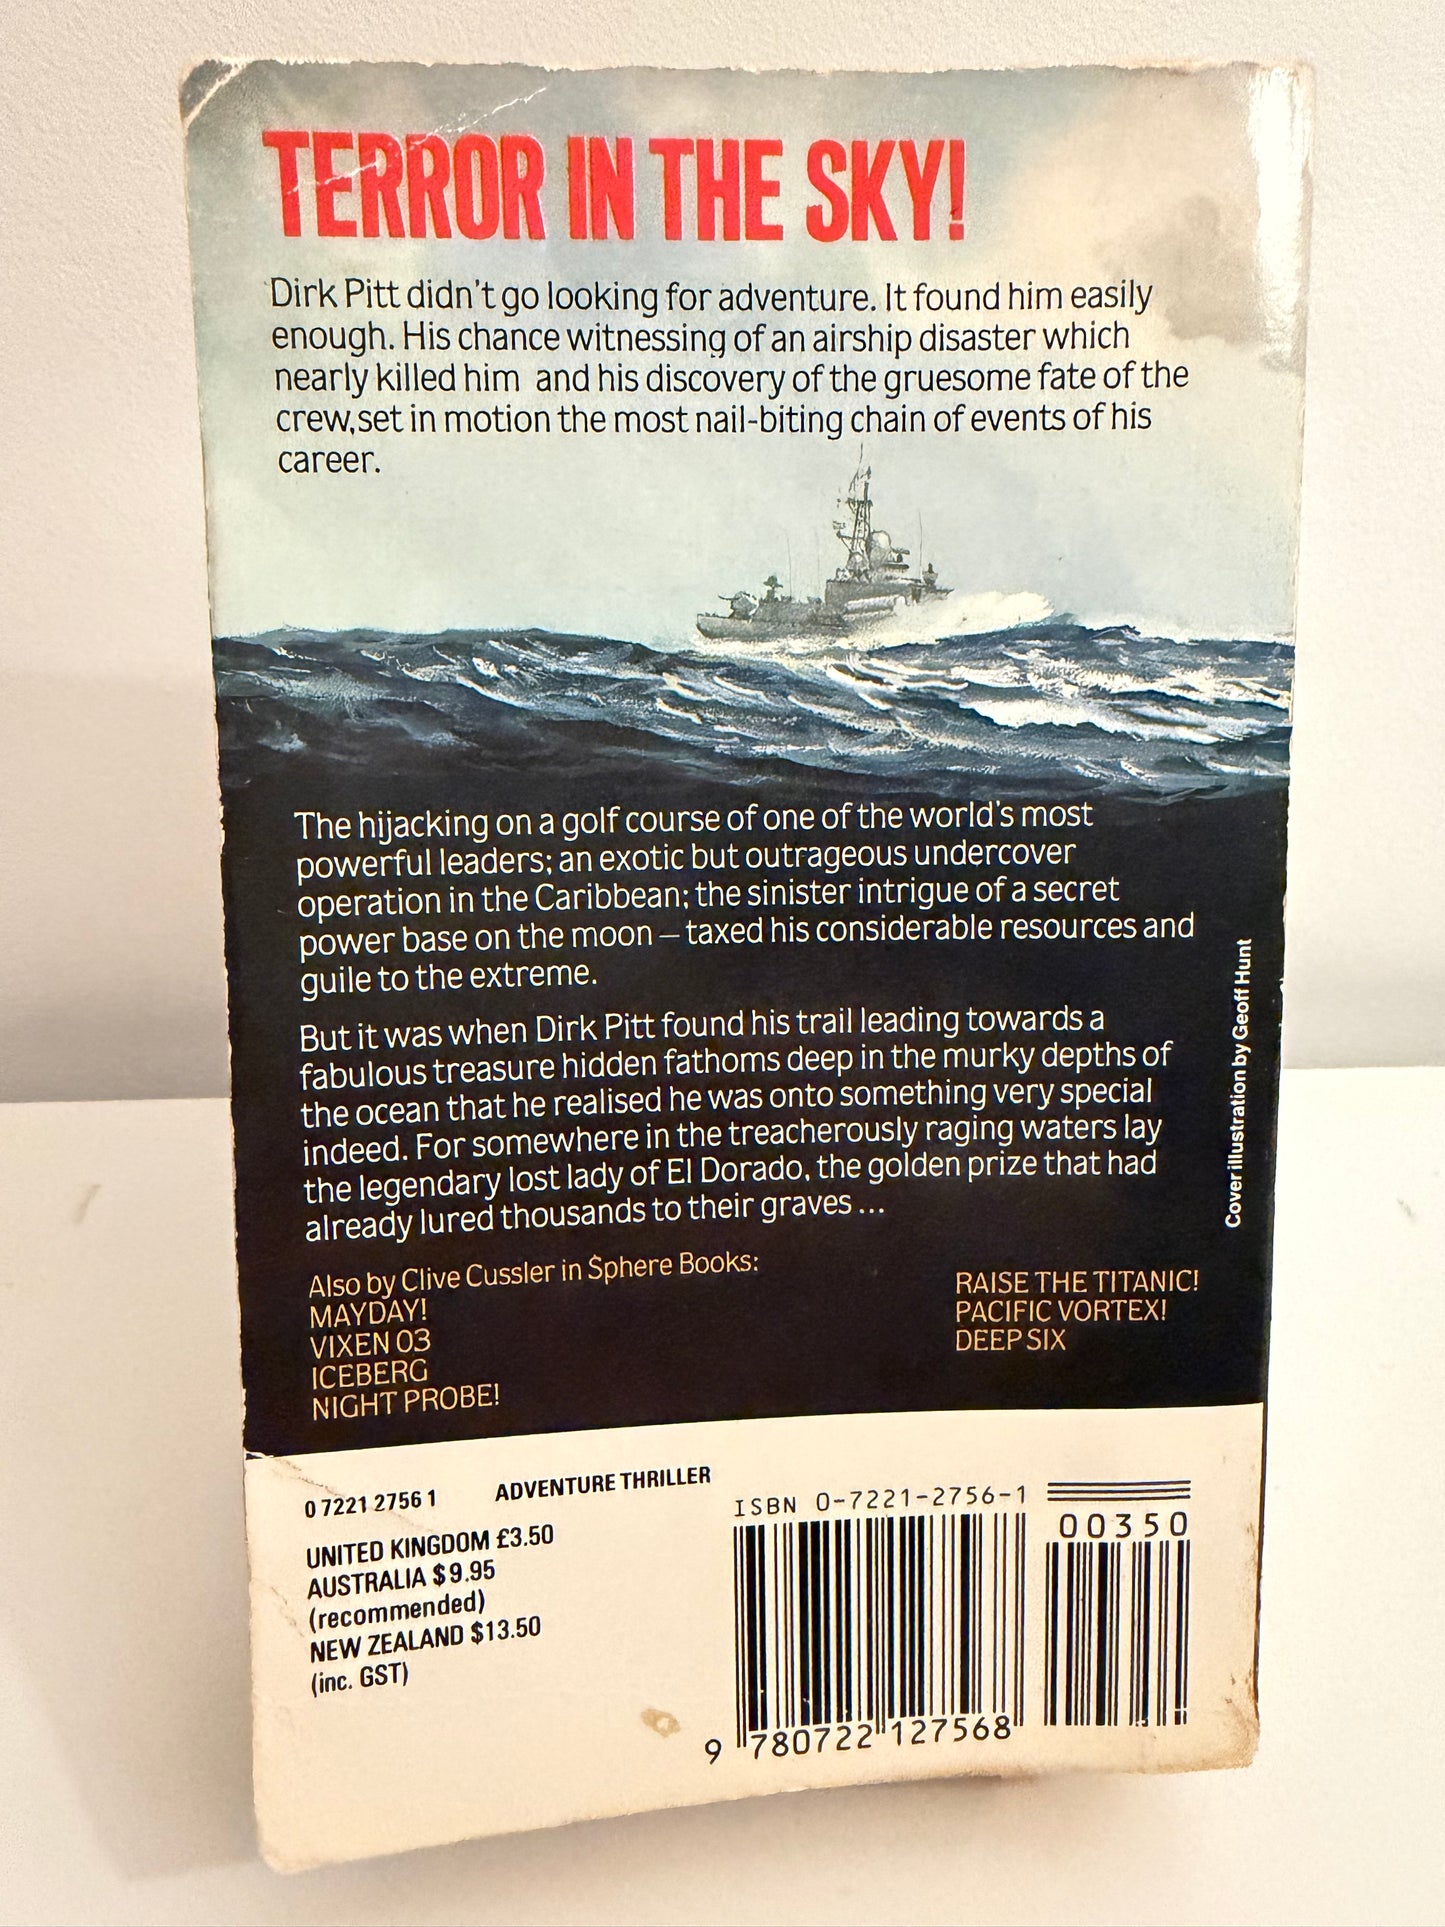 TERROR IN THE SKY!
Dirk Pitt didn't go looking for adventure. It found him easily
enough. His chance witnessing of an airship disaster which
nearly killed him and his discovery of the gruesome fate of the
crew,set in motion the most nail-biting chain of events of his
career.
The hijacking on a golf course of one of the world's most
powerful leaders; an exotic but outrageous undercover
operation in the Caribbean; the sinister intrigue of a secret
power base on the moon – taxed his considerable resources and
guile to the extreme.
But it was when Dirk Pitt found his trail leading towards a
fabulous treasure hidden fathoms deep in the murky depths of
the ocean that he realised he was onto something very special
indeed. For somewhere in the treacherously raging waters lay
the legendary lost lady of El Dorado, the golden prize that had
already lured thousands to their graves ...
Cover illustration by Geoff Hunt
Also by Clive Cussler in Sphere Books:
MAYDAY!
VIXEN 03
ICEBERG
NIGHT PROBE!
RAISE THE TITANIC!
PACIFIC VORTEX!
DEEP SIX
0 7221 2756 1 ADVENTURE THRILLER
UNITED KINGDOM £3.50
AUSTRALIA $9.95
(recommended)
NEW ZEALAND $13.50
(inc. GST)
ISBN 0-7221-2756-1
00350
9 780722 127568